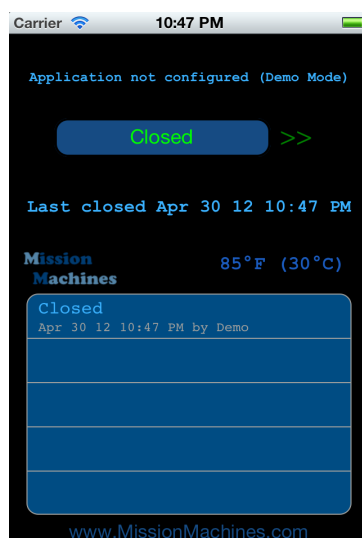 Carrier 10:47 PM
Application not configured (Demo Mode)
Closed >>
Last closed Apr 30 12 10:47 PM
Mission
Machines
85°F (30°C)
Closed
Apr 30 12 10:47 PM by Demo
www.MissionMachines.com